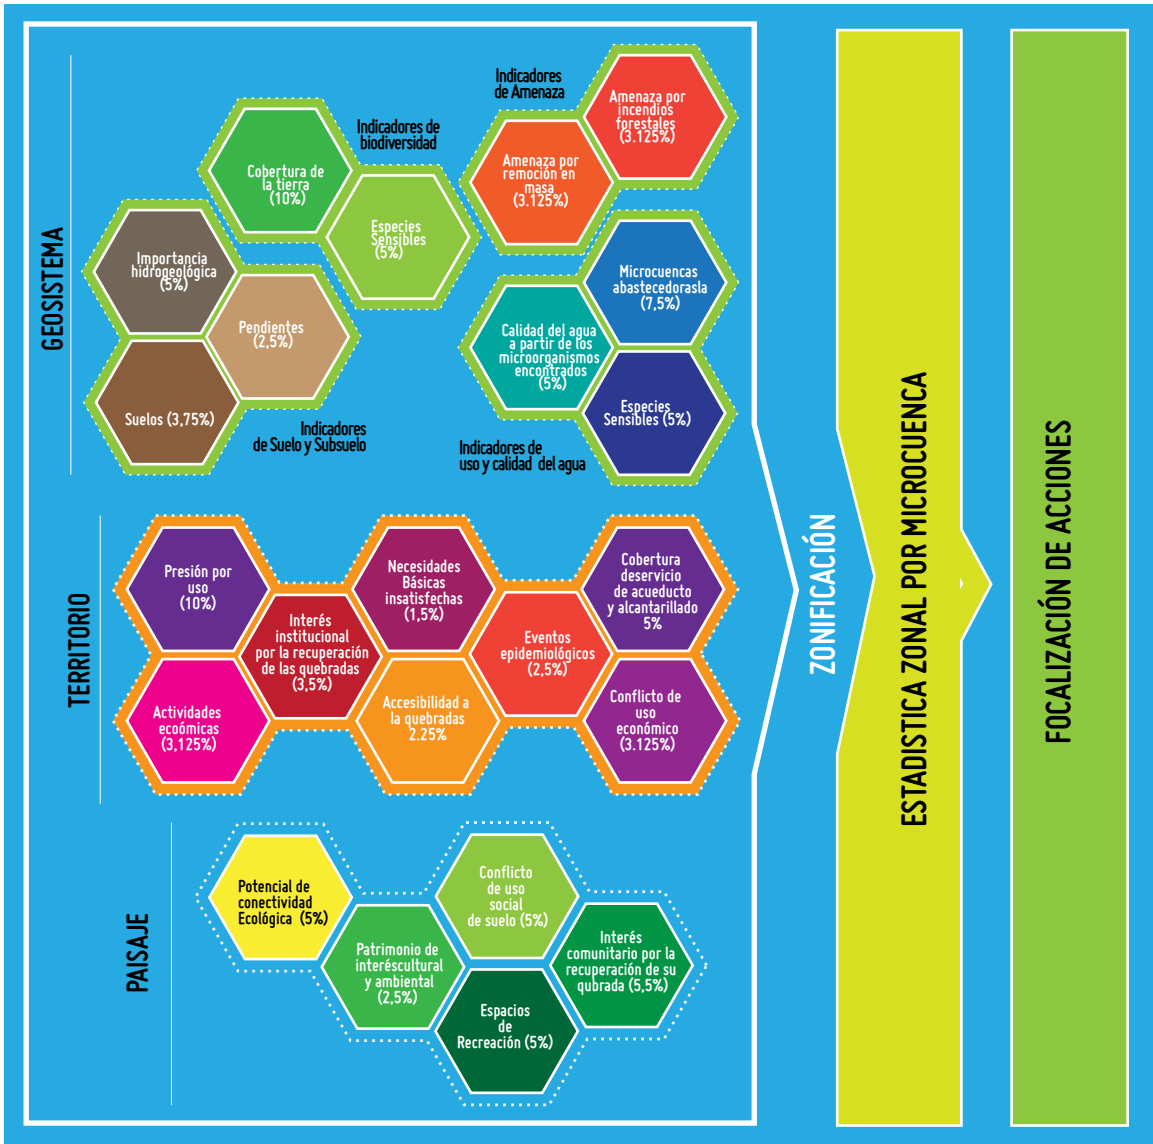 GEOSISTEMA
Indicadores de
biodiversidad
Cobertura de
la tierra
(10%)
Especies
Sensibles
(5%)
Importancia
hidrogeológica
(5%)
Pendientes
(2,5%)
Suelos (3,75%)
Indicadores
de Suelo y Subsuelo
Indicadores
de Amenaza
Amenaza por
incendios
forestales
(3.125%)
Amenaza por
remoción en
masa
(3.125%)
Microcuencas
abastecedorasla
(7,5%)
Calidad del agua
a partir de los
microorganismos
encontrados
(5%)
Especies
Sensibles (5%)
Indicadores de
uso y calidad del agua
TERRITORIO
Presión por
uso
(10%)
Actividades
ecoómicas
(3,125%)
Interés
institucional
por la recuperación
de las quebradas
(3,5%)
Necesidades
Básicas
insatisfechas
(1,5%)
Accesibilidad a
la quebradas
2.25%
Eventos
epidemiológicos
(2,5%)
Cobertura
deservicio
de acueducto
y alcantarillado
5%
Conflicto de
uso
económico
(3.125%)
PAISAJE
Potencial de
conectividad
Ecológica (5%)
Patrimonio de
interéscultural
y ambiental
(2,5%)
Conflicto
de uso
social
de suelo (5%)
Espacios
de
Recreación (5%)
Interés
comunitario por la
recuperación de su
qubrada (5,5%)
ZONIFICACIÓN
ESTADISTICA ZONAL POR MICROCUENCA
FOCALIZACIÓN DE ACCIONES